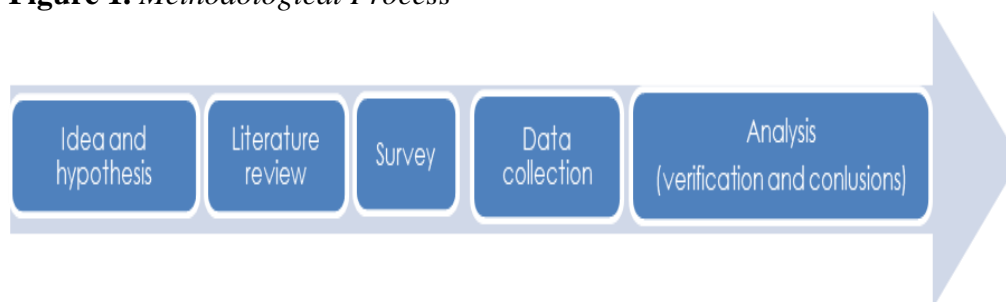 Figure 1. Methodological Process
Idea and
hypothesis
Literature
review
Survey
Data
collection
Analysis
(verification and conlusions)